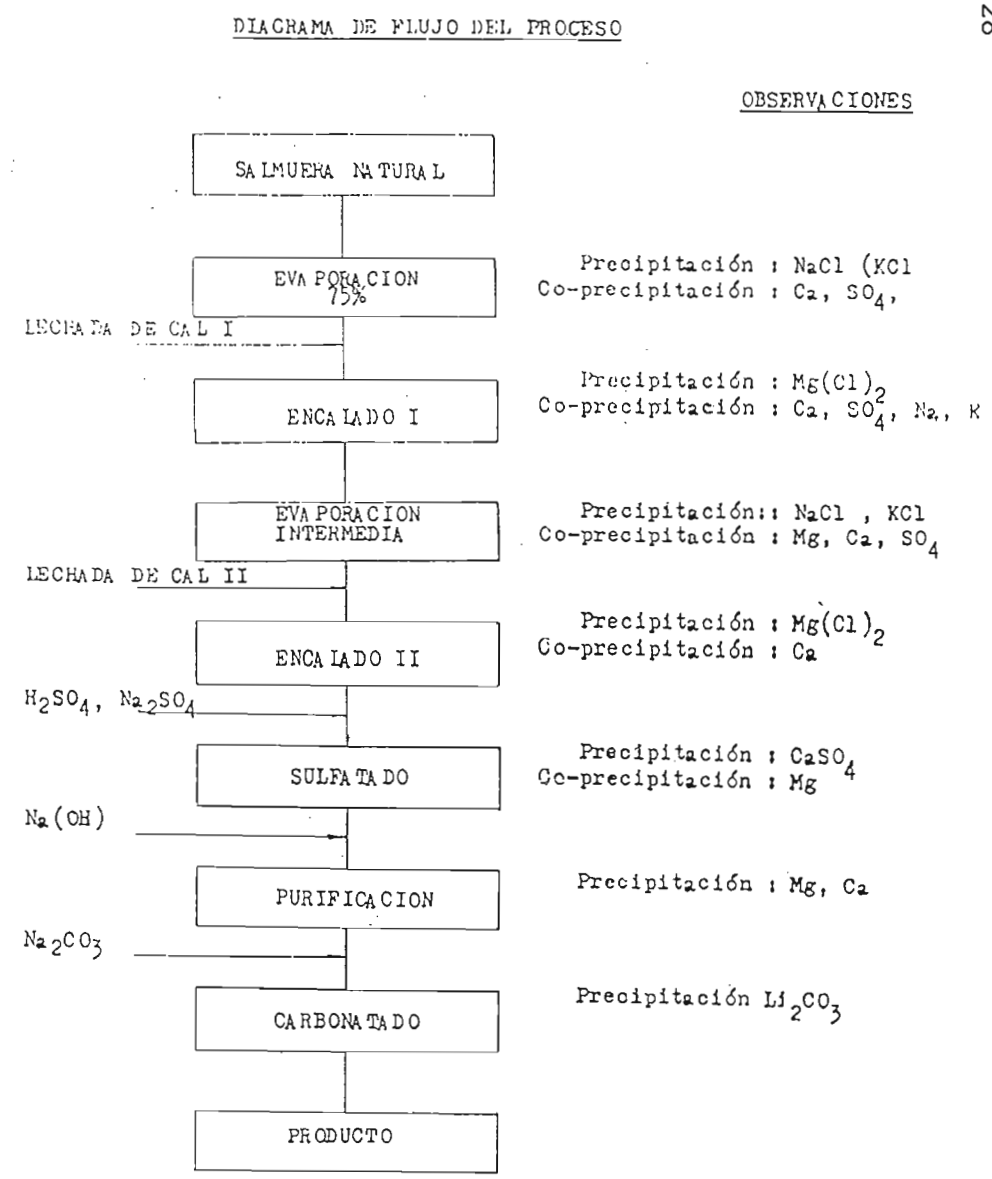 26
DIAGRAMA DE FLUJO DEL PROCESO
OBSERVACIONES
SALMUERA NATURAL
EVAPORACION
75%
Precipitación : NaCl (KCl
Co-precipitación : Ca, SO4,
LECHADA DE CAL I
ENCALADO I
Precipitación : Mg(Cl)2
Co-precipitación : Ca, SO4, Na, K
EVAPORACION
INTERMEDIA
Precipitación:: NaCl , KCl
Co-precipitación : Mg, Ca, SO4
LECHADA DE CAL II
ENCALADO II
Precipitación : Mg(Cl)2
Co-precipitación : Ca
H2SO4, Na2SO4
SULFATADO
Precipitación : CaSO4
Co-precipitación : Mg
Na(OH)
PURIFICACION
Precipitación : Mg, Ca
Na2CO3
CARBONATADO
Precipitación Li2CO3
PRODUCTO